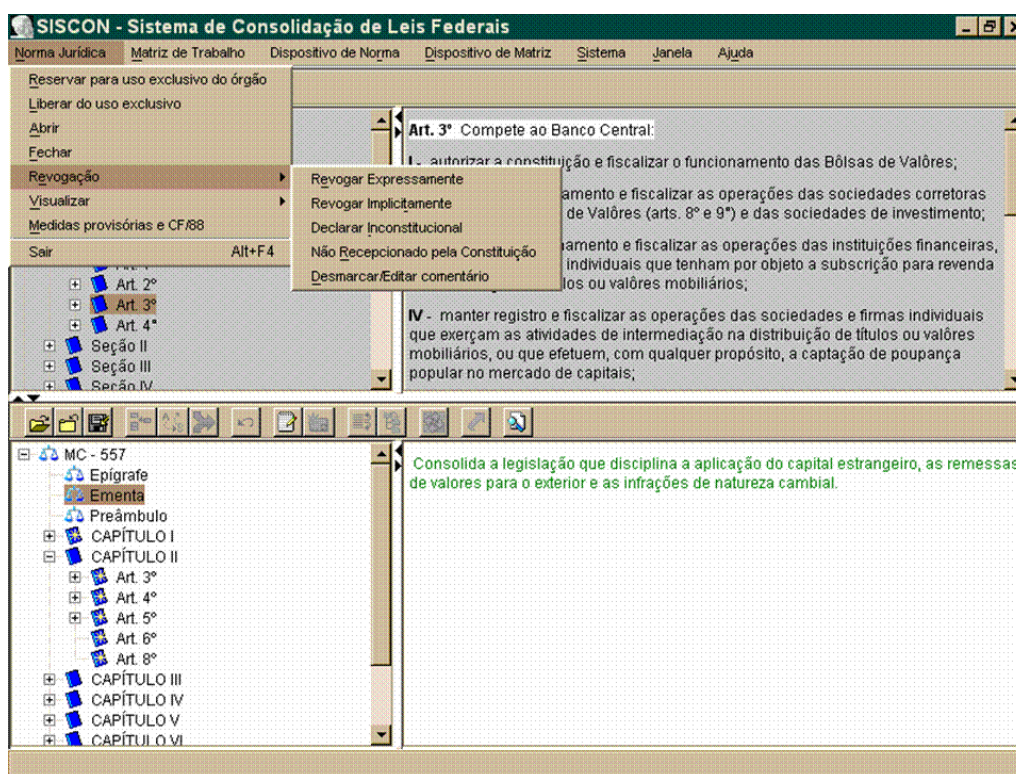 SISCON - Sistema de Consolidação de Leis Federais
Norma Jurídica Matriz de Trabalho Dispositivo de Norma Dispositivo de Matriz Sistema Janela Ajuda
Reservar para uso exclusivo do órgão
Liberar do uso exclusivo
Abrir
Fechar
Revogação
Visualizar
Medidas provisórias e CF/88
Sair Alt+F4
Revogar Expressamente
Revogar Implicitamente
Declarar Inconstitucional
Não Recepcionado pela Constituição
Desmarcar/Editar comentário
Art. 2º
Art. 3º
Art. 4º
Seção II
Seção III
Seção IV
Art. 3º Compete ao Banco Central:
I - autorizar a constituição e fiscalizar o funcionamento das Bôlsas de Valôres;
amento e fiscalizar as operações das sociedades corretoras
de Valôres (arts. 8º e 9º) e das sociedades de investimento;
amento e fiscalizar as operações das instituições financeiras,
individuais que tenham por objeto a subscrição para revenda
los ou valôres mobiliários;
IV - manter registro e fiscalizar as operações das sociedades e firmas individuais
que exerçam as atividades de intermediação na distribuição de títulos ou valôres
mobiliários, ou que efetuem, com qualquer propósito, a captação de poupança
popular no mercado de capitais;
MC - 557
Epígrafe
Ementa
Preâmbulo
CAPÍTULO I
CAPÍTULO II
Art. 3º
Art. 4º
Art. 5º
Art. 6º
Art. 8º
CAPÍTULO III
CAPÍTULO IV
CAPÍTULO V
CAPÍTULO VI
Consolida a legislação que disciplina a aplicação do capital estrangeiro, as remessas
de valores para o exterior e as infrações de natureza cambial.